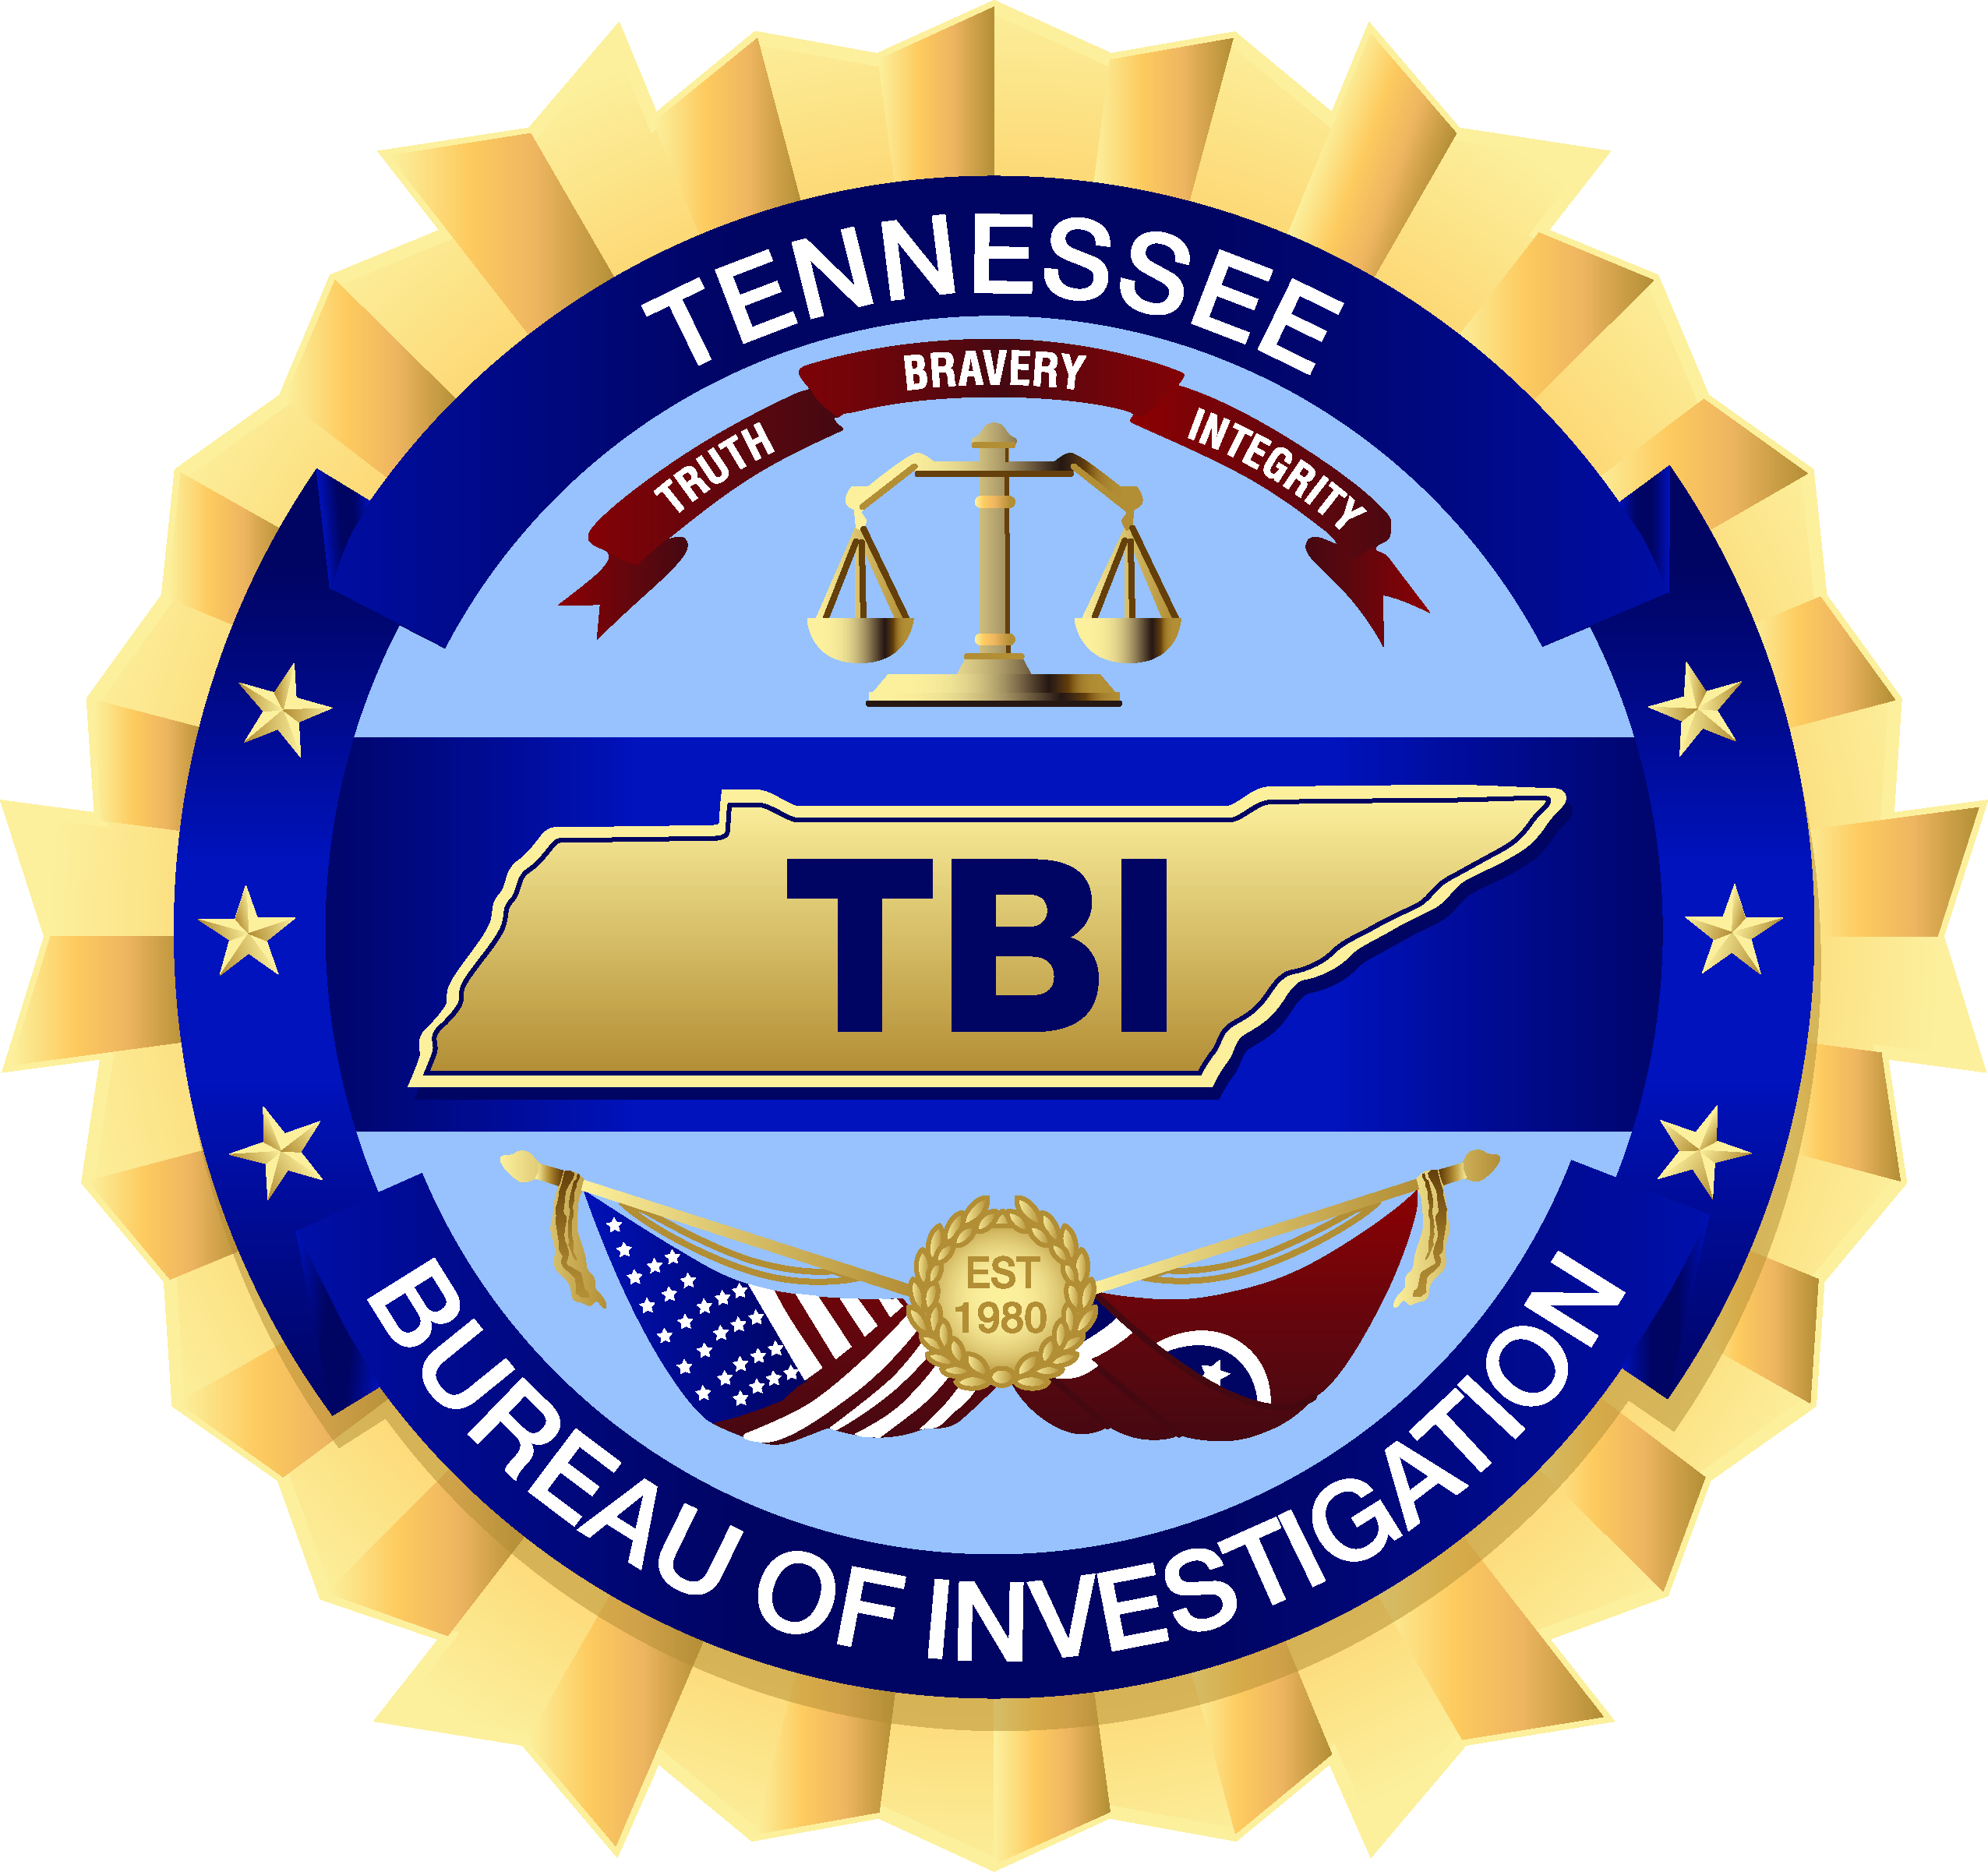 TENNESSEE
TRUTH
BRAVERY
INTEGRITY
TBI
EST
1980
BUREAU OF INVESTIGATION